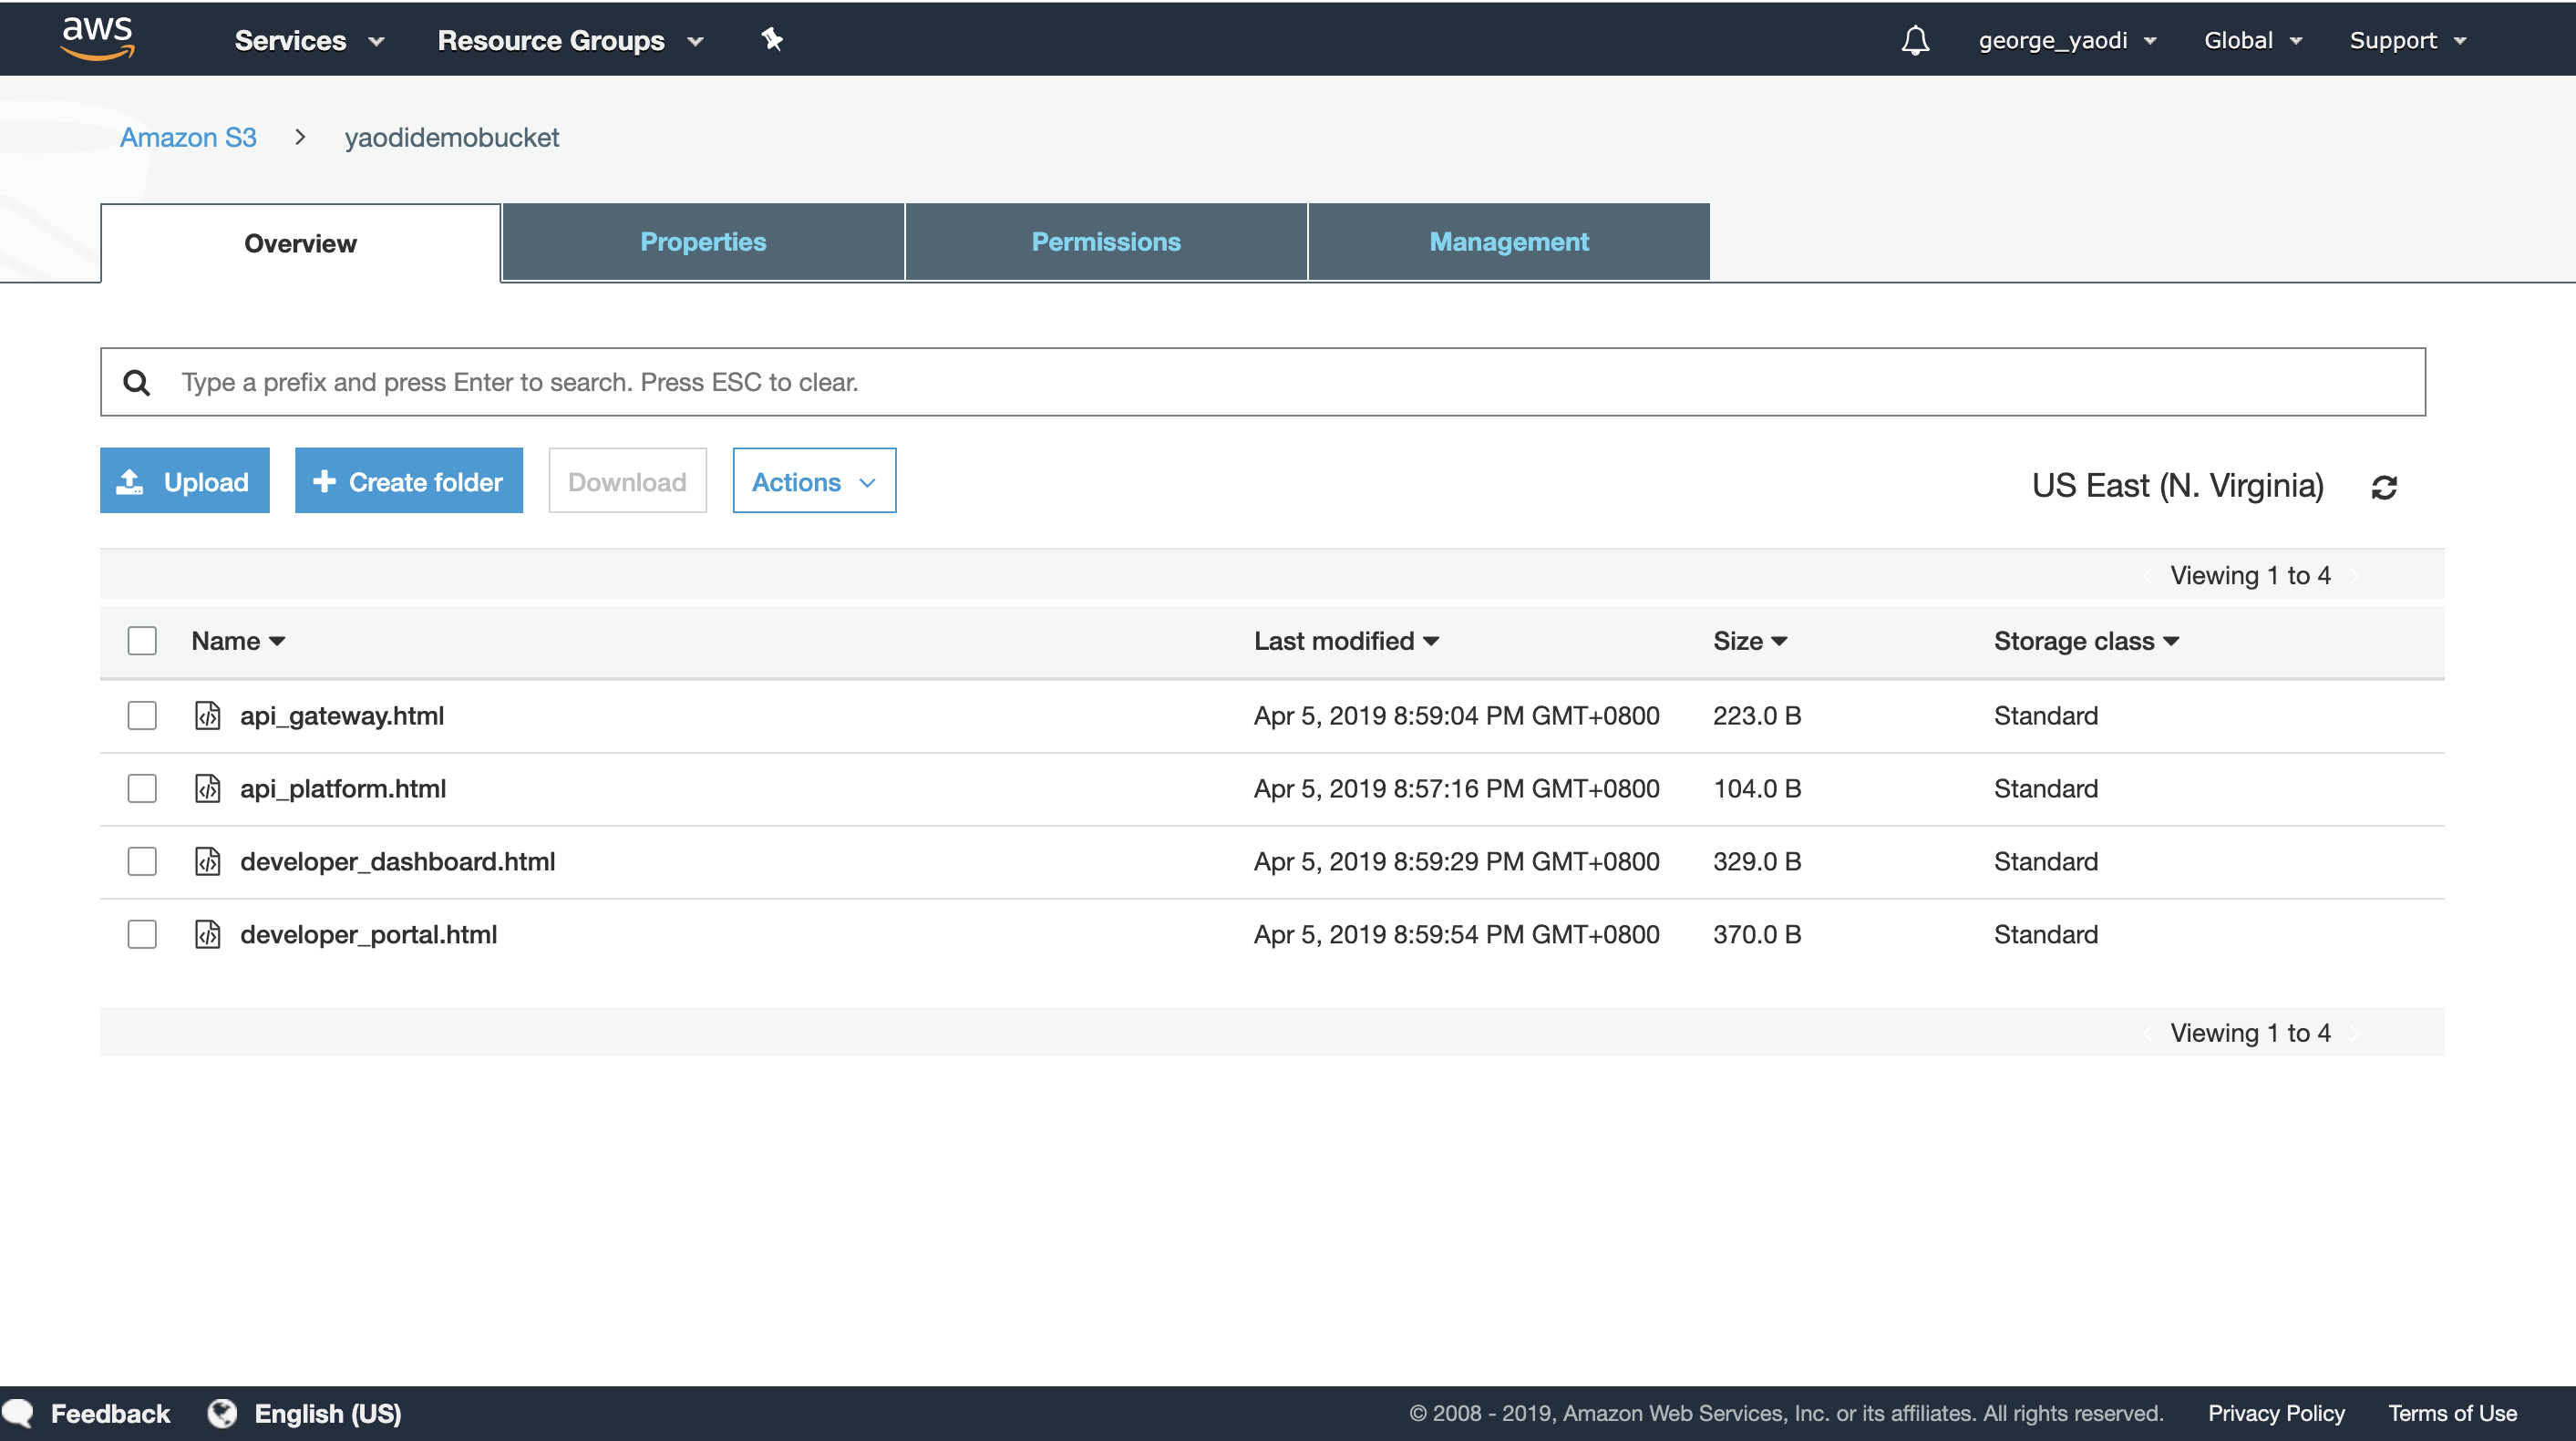 aws Services Resource Groups george_yaodi Global Support
Amazon S3 > yaodidemobucket
Overview Properties Permissions Management
Type a prefix and press Enter to search. Press ESC to clear.
Upload + Create folder Download Actions US East (N. Virginia)
Viewing 1 to 4
Name Last modified Size Storage class
api_gateway.html Apr 5, 2019 8:59:04 PM GMT+0800 223.0 B Standard
api_platform.html Apr 5, 2019 8:57:16 PM GMT+0800 104.0 B Standard
developer_dashboard.html Apr 5, 2019 8:59:29 PM GMT+0800 329.0 B Standard
developer_portal.html Apr 5, 2019 8:59:54 PM GMT+0800 370.0 B Standard
Viewing 1 to 4
Feedback English (US) © 2008 - 2019, Amazon Web Services, Inc. or its affiliates. All rights reserved. Privacy Policy Terms of Use